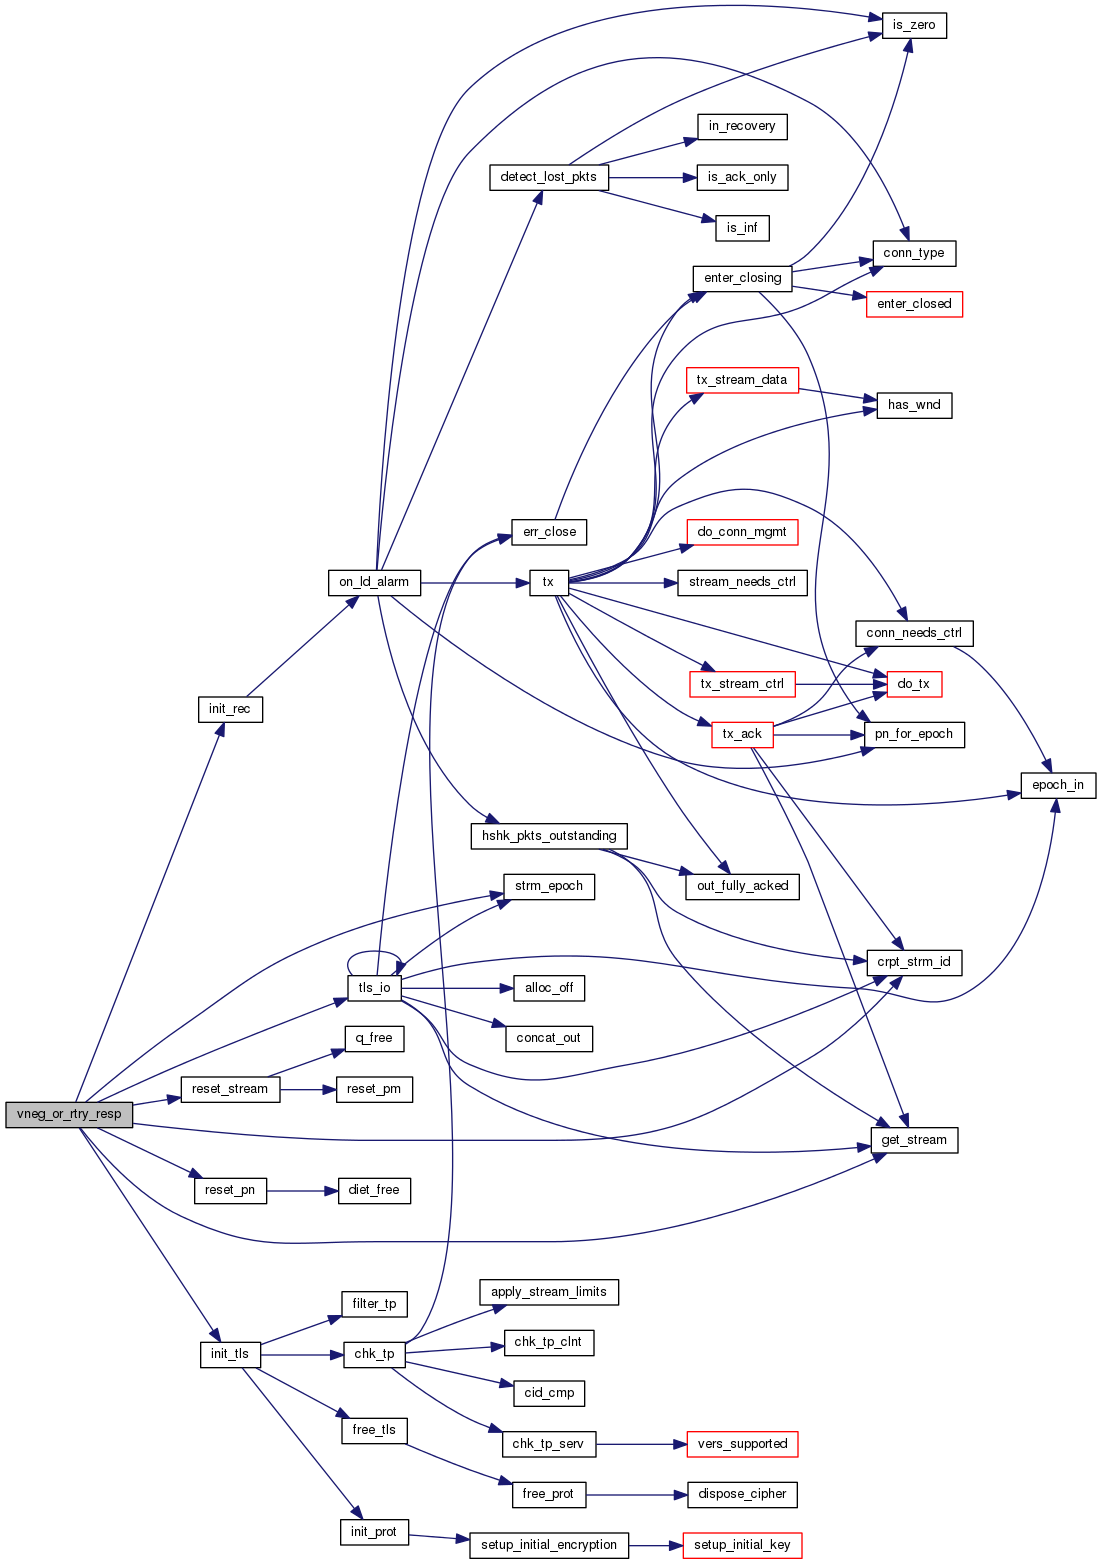 is_zero
in_recovery
detect_lost_pkts
is_ack_only
is_inf
conn_type
enter_closing
enter_closed
tx_stream_data
has_wnd
err_close
do_conn_mgmt
on_ld_alarm
tx
stream_needs_ctrl
conn_needs_ctrl
tx_stream_ctrl
do_tx
init_rec
tx_ack
pn_for_epoch
epoch_in
hshk_pkts_outstanding
strm_epoch
out_fully_acked
crpt_strm_id
tls_io
alloc_off
q_free
concat_out
reset_stream
reset_pm
vneg_or_rtry_resp
get_stream
reset_pn
diet_free
apply_stream_limits
filter_tp
chk_tp_clnt
init_tls
chk_tp
cid_cmp
free_tls
chk_tp_serv
vers_supported
free_prot
dispose_cipher
init_prot
setup_initial_encryption
setup_initial_key